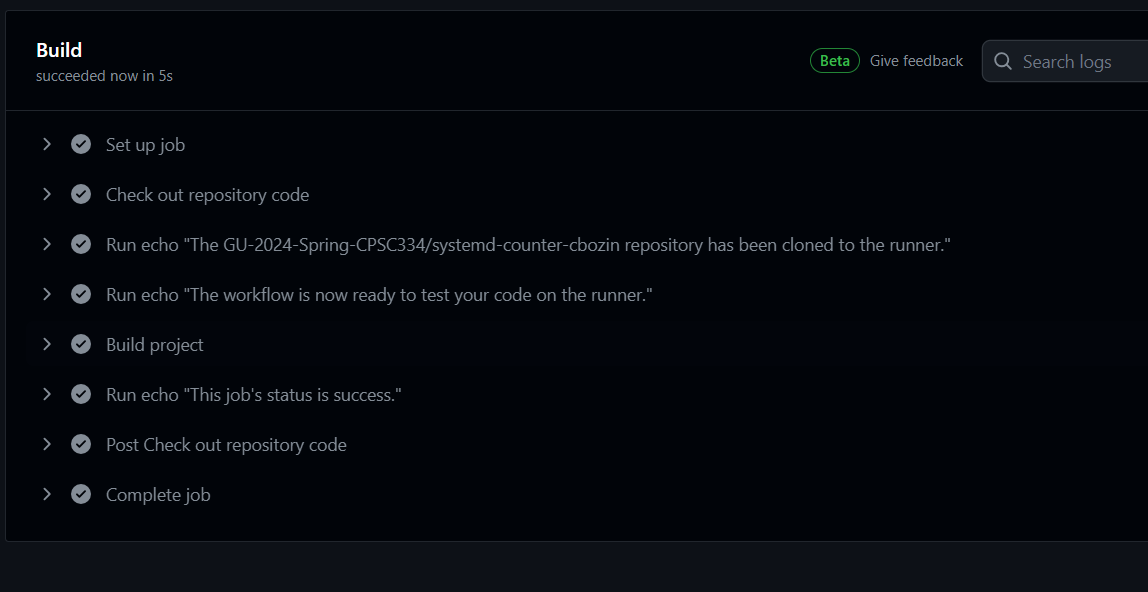 Build
succeeded now in 5s
Beta Give feedback Search logs
Set up job
Check out repository code
Run echo "The GU-2024-Spring-CPSC334/systemd-counter-cbozin repository has been cloned to the runner."
Run echo "The workflow is now ready to test your code on the runner."
Build project
Run echo "This job's status is success."
Post Check out repository code
Complete job